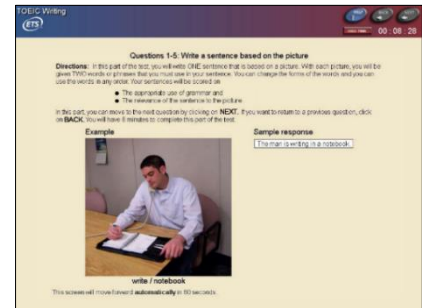 TOEIC Writing
ETS
00 : 08 : 28
Questions 1-5: Write a sentence based on the picture
Directions: In this part of the test, you will write ONE sentence that is based on a picture. With each picture, you will be
given TWO words or phrases that you must use in your sentence. You can change the forms of the words and you can
use the words in any order. Your sentences will be scored on
■ The appropriate use of grammar and
■ The relevance of the sentence to the picture
In this part, you can move to the next question by clicking on NEXT. If you want to return to a previous question, click
on BACK. You will have 8 minutes to complete this part of the test.
Example
Sample response
The man is writing in a notebook.
write / notebook
This screen will move forward automatically in 60 seconds.